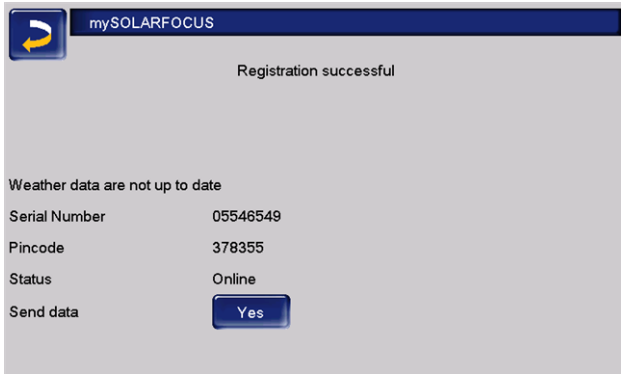 mySOLARFOCUS
Registration successful
Weather data are not up to date
Serial Number 05546549
Pincode 378355
Status Online
Send data Yes